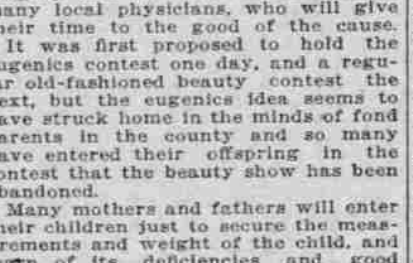 any local physicians, who will give
heir time to the good of the cause.
It was first proposed to hold the
ugenics contest one day, and a regu-
ar old-fashioned beauty contest the
ext, but the eugenics idea seems to
ave struck home in the minds of fond
arents in the county and so many
ave entered their offspring in the
ontest that the beauty show has been
bandoned.
Many mothers and fathers will enter
heir children just to secure the meas-
rements and weight of the child, and
of its deficiencies and good